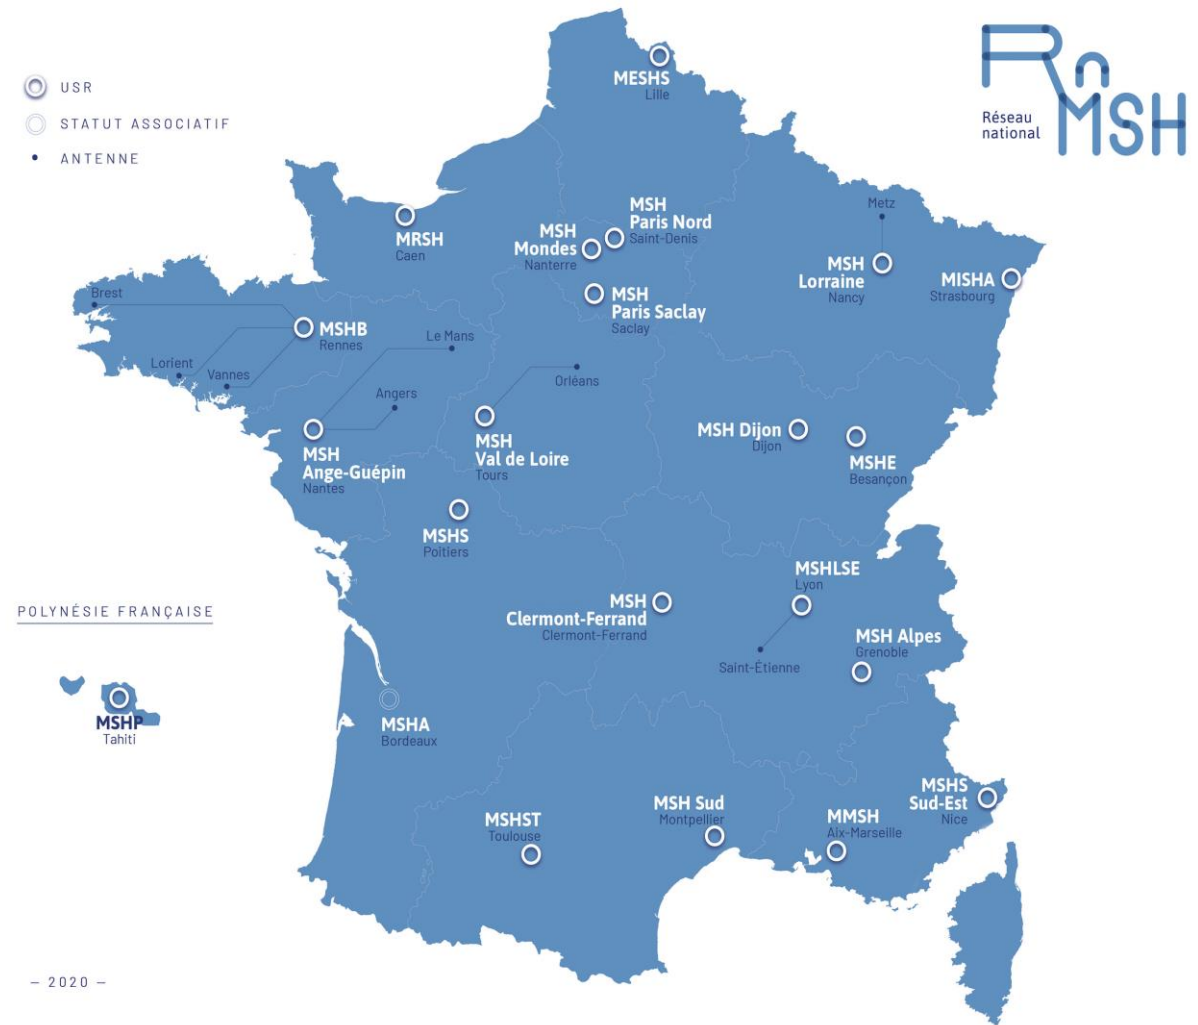 USR
STATUT ASSOCIATIF
ANTENNE
Rn
MSH
Réseau
national
MESHS
Lille
MRSH
Caen
MSH
Mondes
Nanterre
MSH
Paris Nord
Saint-Denis
MSH
Paris Saclay
Saclay
Metz
MSH
Lorraine
Nancy
MISHA
Strasbourg
Brest
MSHB
Rennes
Lorient
Vannes
Le Mans
Angers
Orléans
MSH
Ange-Guépin
Nantes
MSH
Val de Loire
Tours
MSH Dijon
Dijon
MSHE
Besançon
MSHS
Poitiers
MSH
Clermont-Ferrand
Clermont-Ferrand
MSHLSE
Lyon
Saint-Étienne
MSH Alpes
Grenoble
POLYNÉSIE FRANÇAISE
MSHP
Tahiti
MSHA
Bordeaux
MSHST
Toulouse
MSH Sud
Montpellier
MMSH
Aix-Marseille
MSHS
Sud-Est
Nice
– 2020 –